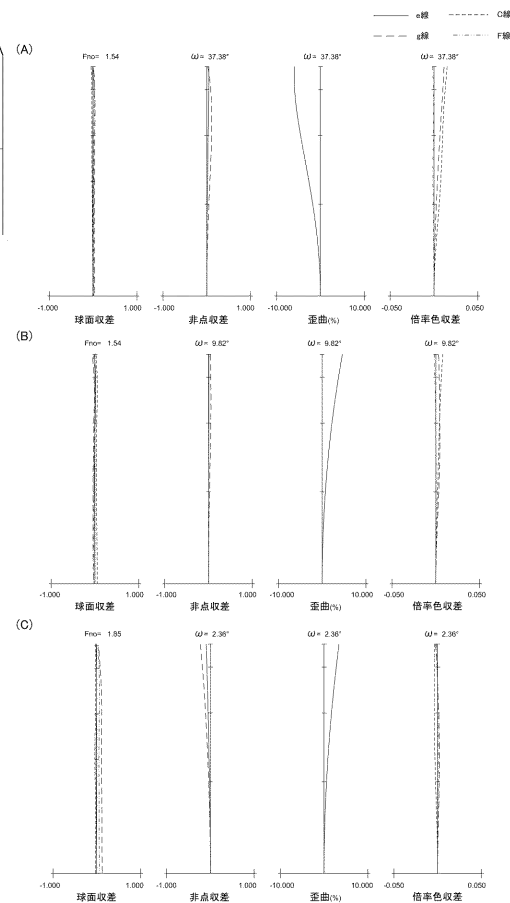 e線 C線
g線 F線
(A)
Fno= 1.54 ω= 37.38° ω= 37.38° ω= 37.38°
-1.000 1.000 -1.000 1.000 -10.000 10.000 -0.050 0.050
球面収差 非点収差 歪曲(%) 倍率色収差
(B)
Fno= 1.54 ω= 9.82° ω= 9.82° ω= 9.82°
-1.000 1.000 -1.000 1.000 -10.000 10.000 -0.050 0.050
球面収差 非点収差 歪曲(%) 倍率色収差
(C)
Fno= 1.85 ω= 2.36° ω= 2.36° ω= 2.36°
-1.000 1.000 -1.000 1.000 -10.000 10.000 -0.050 0.050
球面収差 非点収差 歪曲(%) 倍率色収差